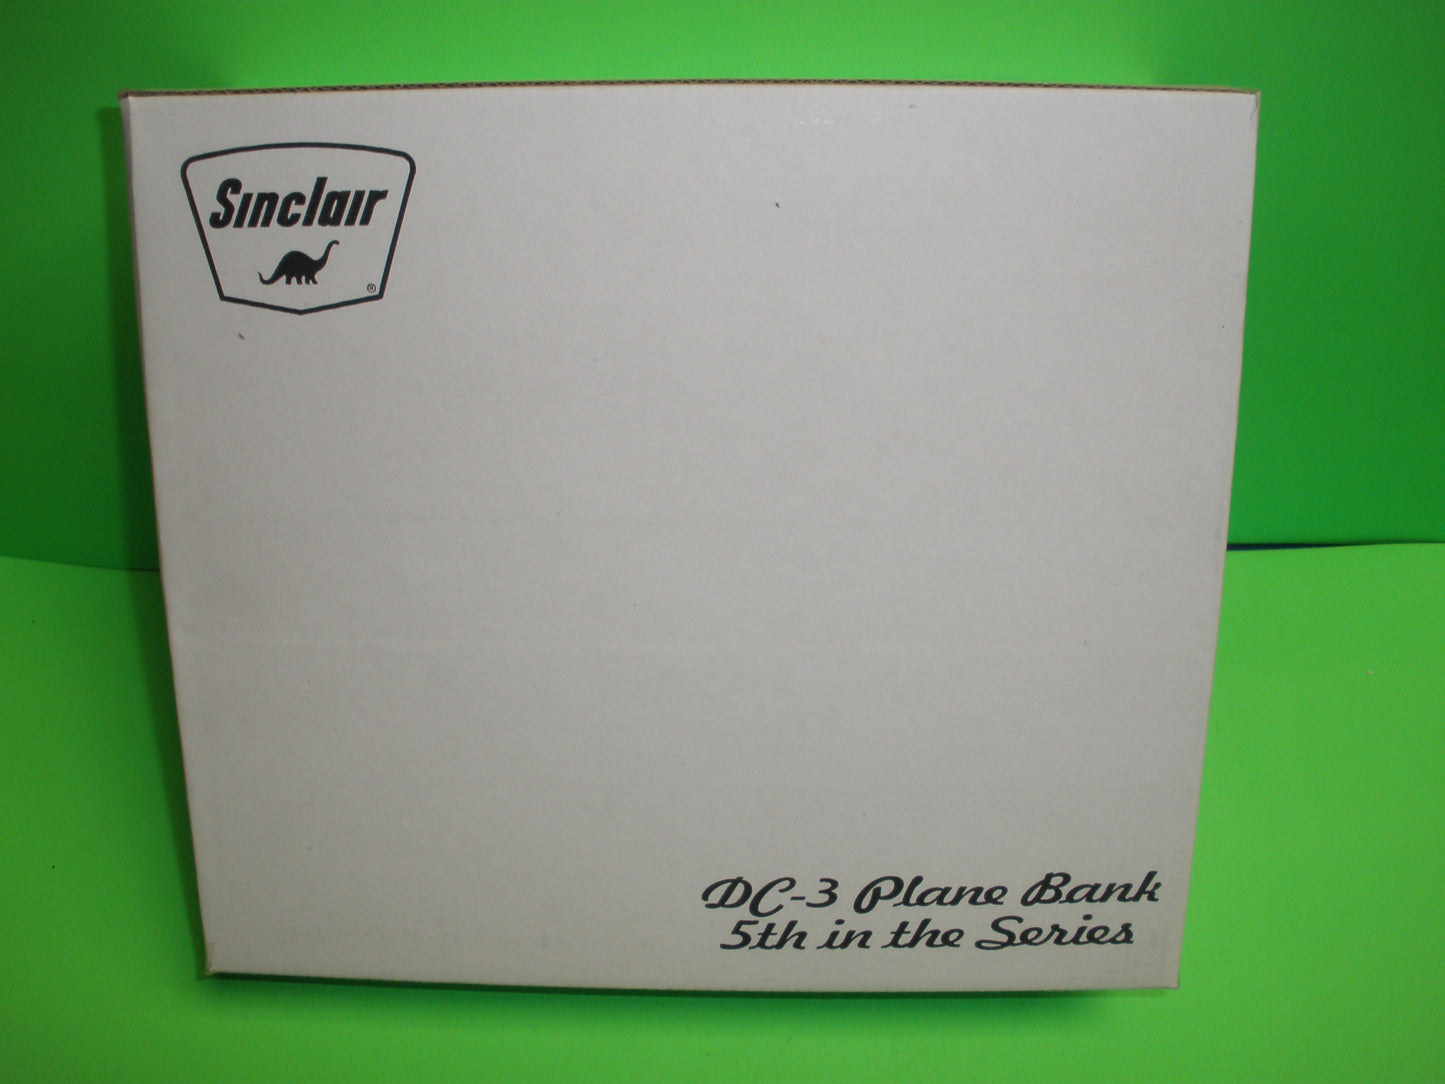 Sinclair
®
DC-3 Plane Bank
5th in the Series